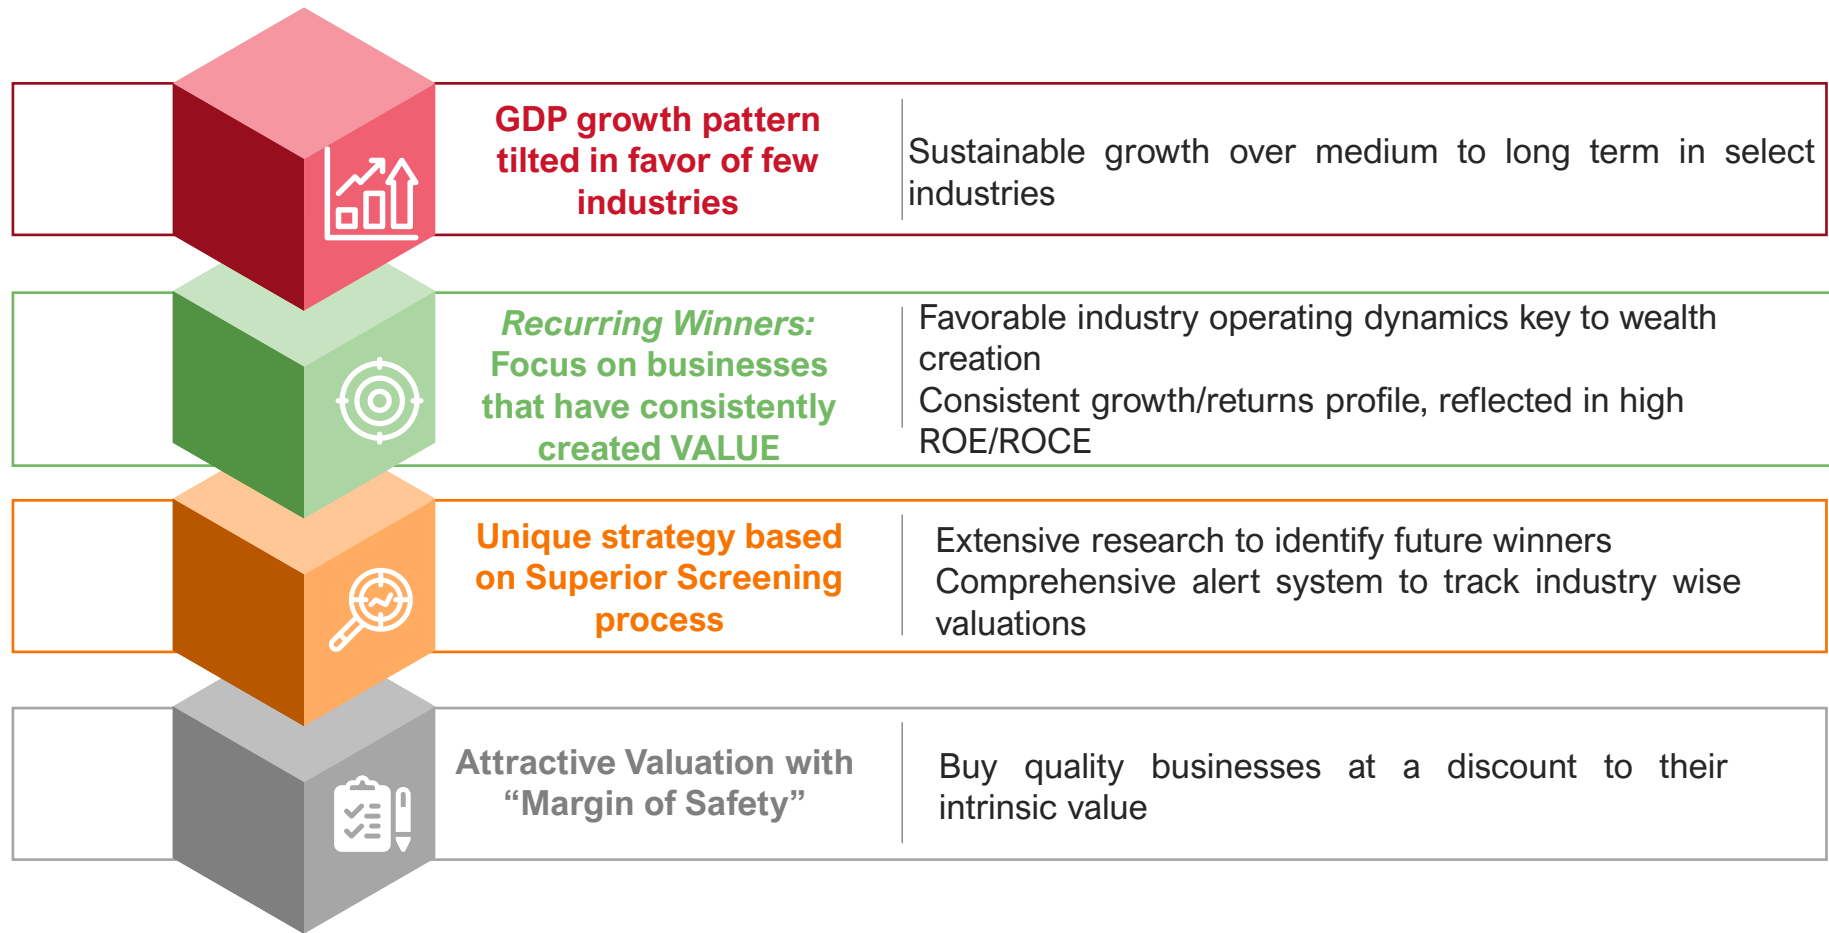 GDP growth pattern
tilted in favor of few
industries
Sustainable growth over medium to long term in select
industries
Recurring Winners:
Focus on businesses
that have consistently
created VALUE
Favorable industry operating dynamics key to wealth
creation
Consistent growth/returns profile, reflected in high
ROE/ROCE
Unique strategy based
on Superior Screening
process
Extensive research to identify future winners
Comprehensive alert system to track industry wise
valuations
Attractive Valuation with
“Margin of Safety”
Buy quality businesses at a discount to their
intrinsic value